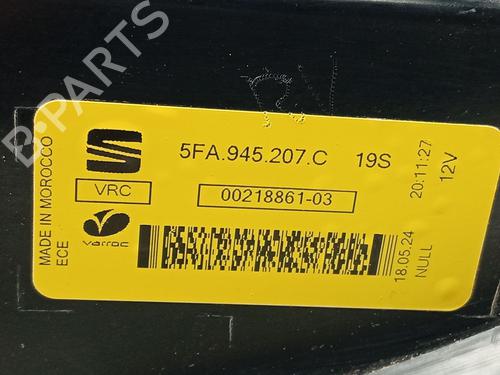 B-PARTS
5FA.945.207.C 19S
VRC
00218861-03
varroc
MADE IN MOROCCO
ECE
20:11:27
12V
18.05.24
NULL